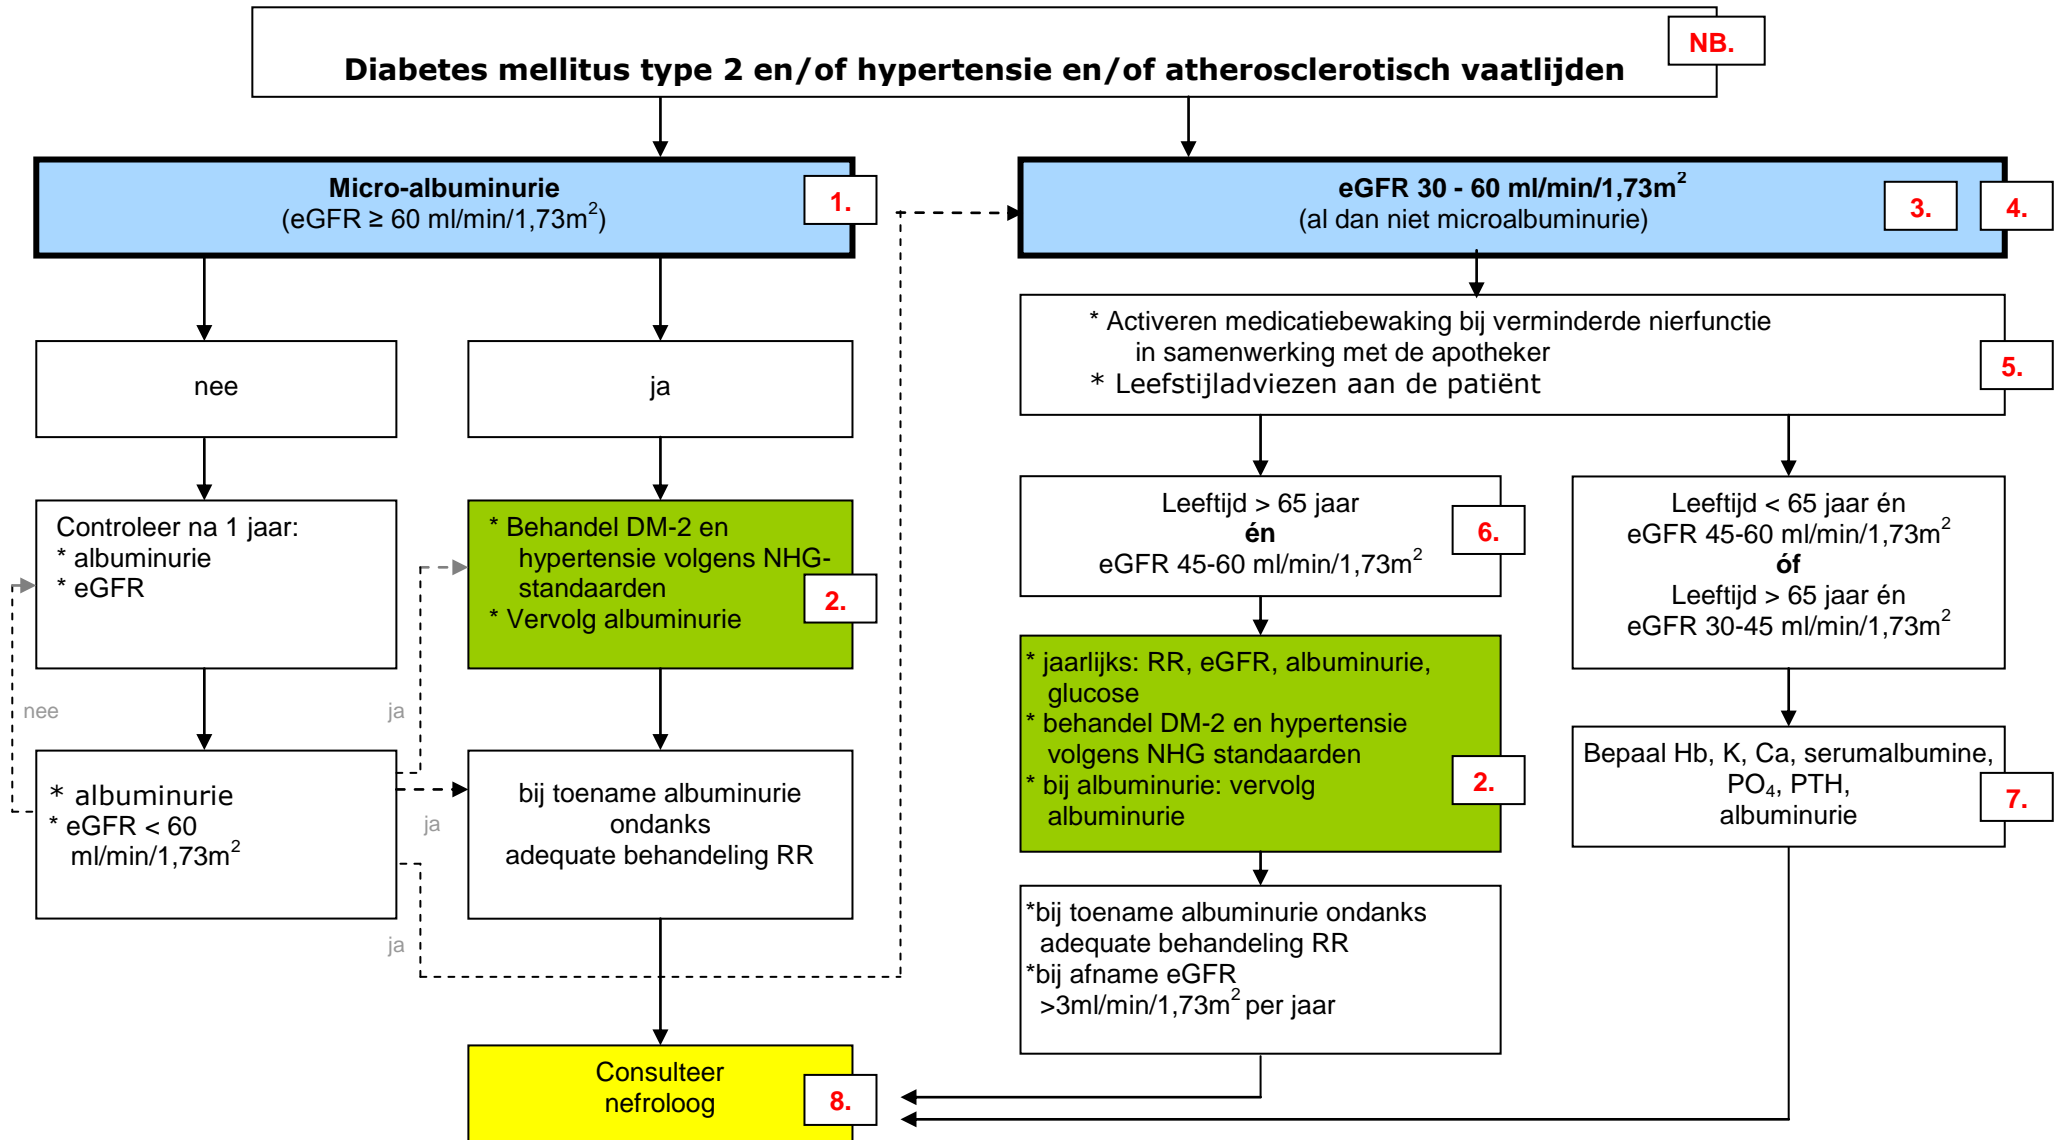 NB.
Diabetes mellitus type 2 en/of hypertensie en/of atherosclerotisch vaatlijden
Micro-albuminurie
(eGFR ≥ 60 ml/min/1,73m²)
1.
eGFR 30 - 60 ml/min/1,73m²
(al dan niet microalbuminurie)
3.
4.
nee
ja
* Activeren medicatiebewaking bij verminderde nierfunctie
in samenwerking met de apotheker
* Leefstijladviezen aan de patiënt
5.
Controleer na 1 jaar:
* albuminurie
* eGFR
* Behandel DM-2 en
hypertensie volgens NHG-
standaarden
* Vervolg albuminurie
2.
Leeftijd > 65 jaar
én
eGFR 45-60 ml/min/1,73m²
6.
Leeftijd < 65 jaar én
eGFR 45-60 ml/min/1,73m²
óf
Leeftijd > 65 jaar én
eGFR 30-45 ml/min/1,73m²
nee
ja
* albuminurie
* eGFR < 60
ml/min/1,73m²
ja
ja
bij toename albuminurie
ondanks
adequate behandeling RR
* jaarlijks: RR, eGFR, albuminurie,
glucose
* behandel DM-2 en hypertensie
volgens NHG standaarden
* bij albuminurie: vervolg
albuminurie
2.
Bepaal Hb, K, Ca, serumalbumine,
PO₄, PTH,
albuminurie
7.
*bij toename albuminurie ondanks
adequate behandeling RR
*bij afname eGFR
>3ml/min/1,73m² per jaar
Consulteer
nefroloog
8.